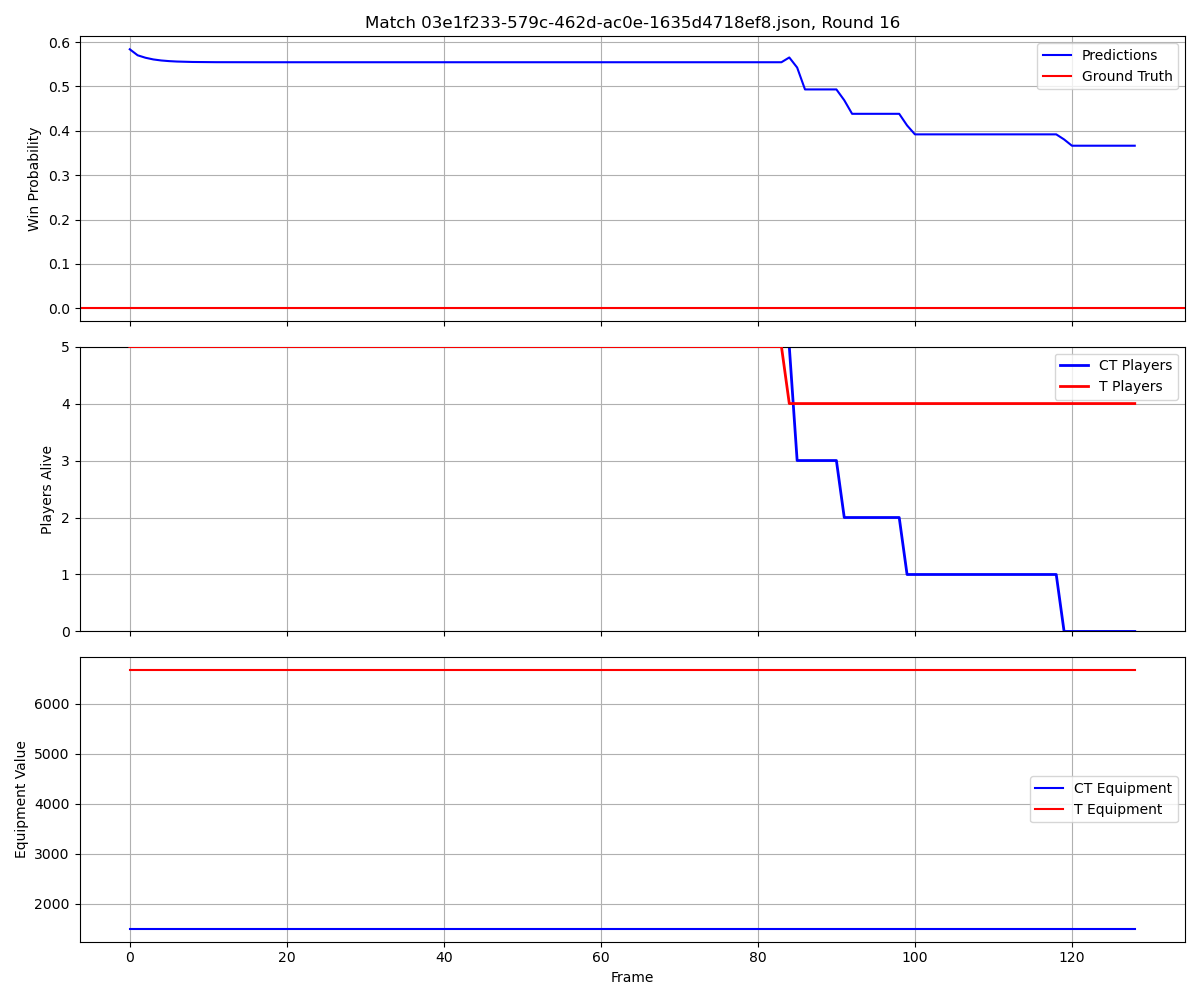 Match 03e1f233-579c-462d-ac0e-1635d4718ef8.json, Round 16
Win Probability
0.6
0.5
0.4
0.3
0.2
0.1
0.0
Predictions
Ground Truth
Players Alive
5
4
3
2
1
0
CT Players
T Players
Equipment Value
6000
5000
4000
3000
2000
CT Equipment
T Equipment
0 20 40 60 80 100 120
Frame